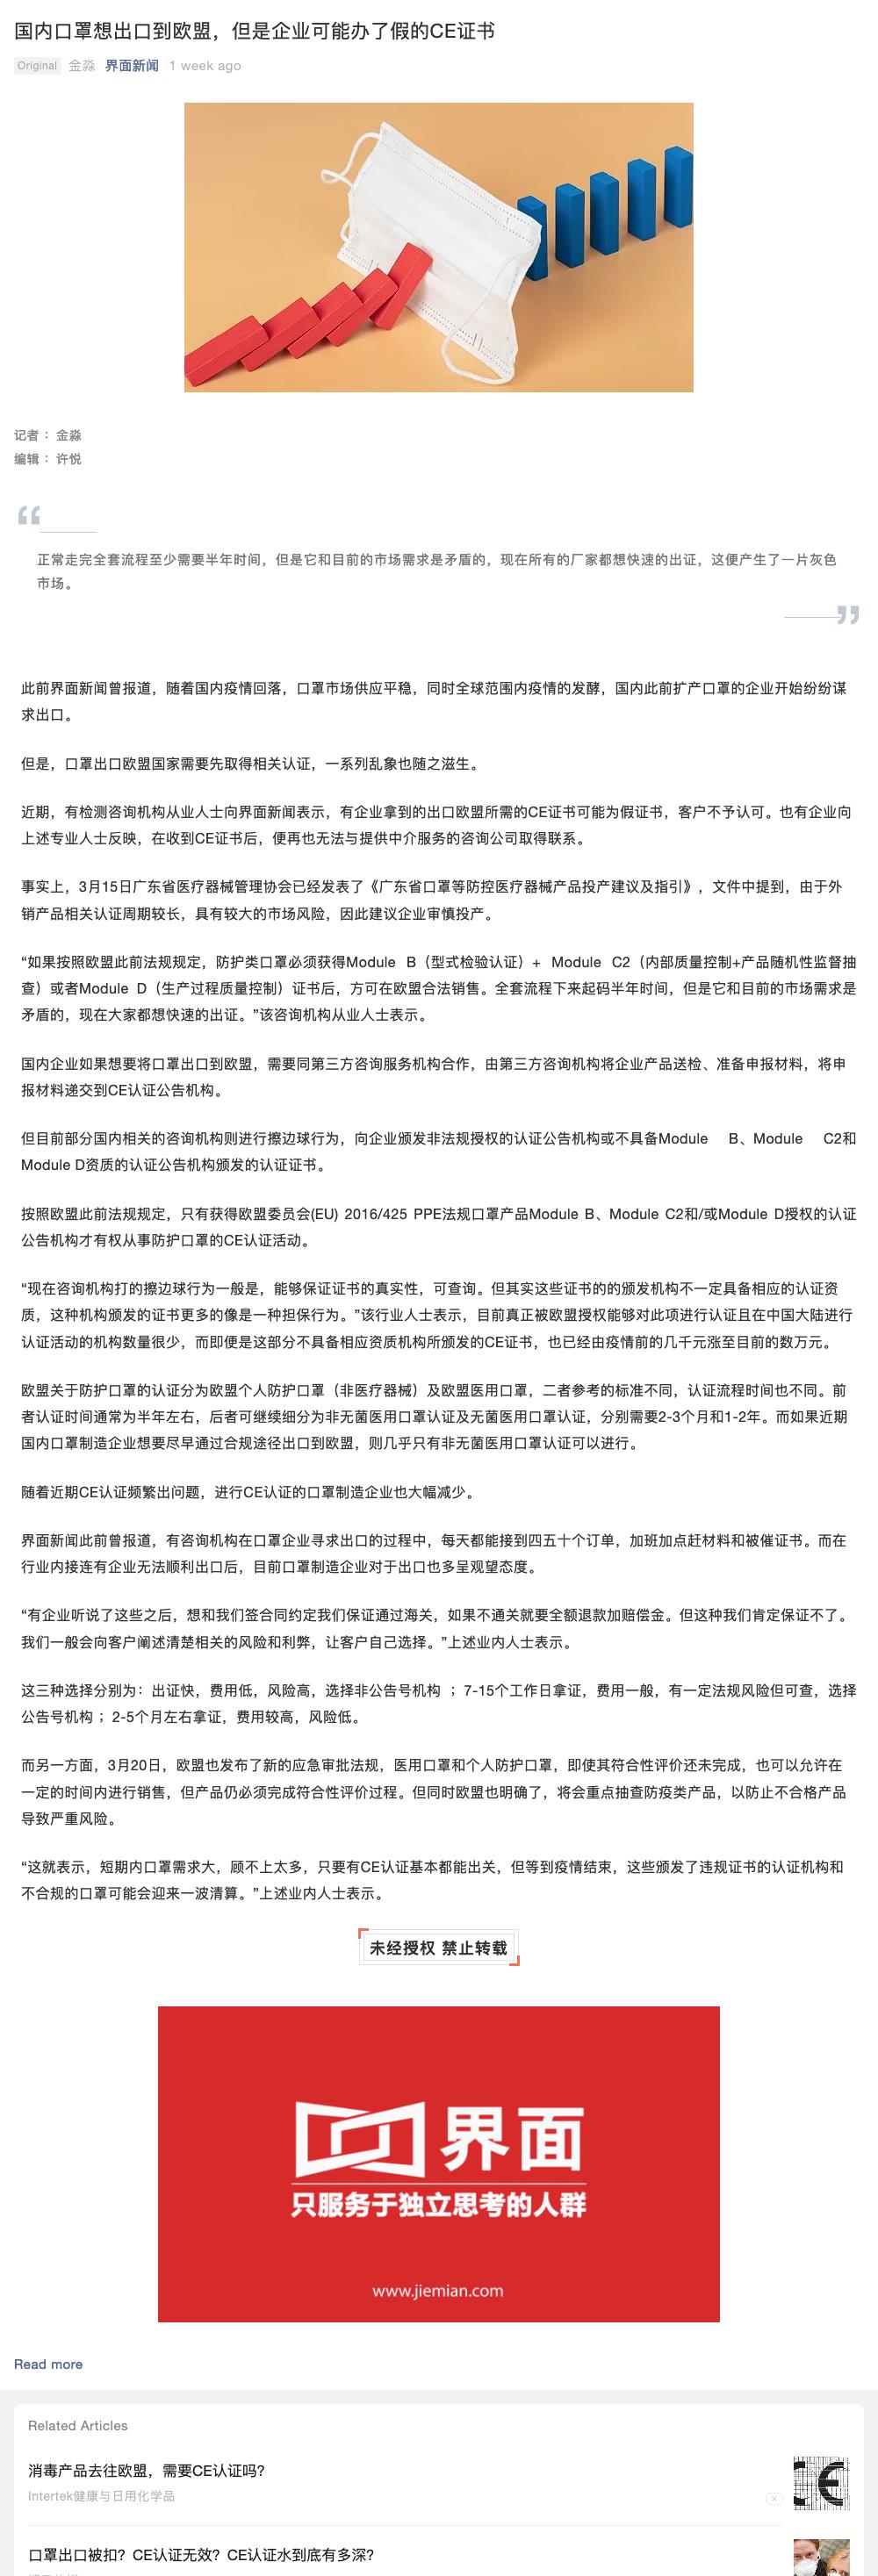 国内口罩想出口到欧盟，但是企业可能办了假的CE证书
Original 金淼 界面新闻 1 week ago
记者： 金淼
编辑： 许悦
“
正常走完全套流程至少需要半年时间，但是它和目前的市场需求是矛盾的，现在所有的厂家都想快速的出证，这便产生了一片灰色
市场。
”
此前界面新闻曾报道，随着国内疫情回落，口罩市场供应平稳，同时全球范围内疫情的发酵，国内此前扩产口罩的企业开始纷纷谋
求出口。
但是，口罩出口欧盟国家需要先取得相关认证，一系列乱象也随之滋生。
近期，有检测咨询机构从业人士向界面新闻表示，有企业拿到的出口欧盟所需的CE证书可能为假证书，客户不予认可。也有企业向
上述专业人士反映，在收到CE证书后，便再也无法与提供中介服务的咨询公司取得联系。
事实上，3月15日广东省医疗器械管理协会已经发表了《广东省口罩等防控医疗器械产品投产建议及指引》，文件中提到，由于外
销产品相关认证周期较长，具有较大的市场风险，因此建议企业审慎投产。
“如果按照欧盟此前法规规定，防护类口罩必须获得Module B（型式检验认证）+ Module C2（内部质量控制+产品随机性监督抽
查）或者Module D（生产过程质量控制）证书后，方可在欧盟合法销售。全套流程下来起码半年时间，但是它和目前的市场需求是
矛盾的，现在大家都想快速的出证。”该咨询机构从业人士表示。
国内企业如果想要将口罩出口到欧盟，需要同第三方咨询服务机构合作，由第三方咨询机构将企业产品送检、准备申报材料，将申
报材料递交到CE认证公告机构。
但目前部分国内相关的咨询机构则进行擦边球行为，向企业颁发非法规授权的认证公告机构或不具备Module B、Module C2和
Module D资质的认证公告机构颁发的认证证书。
按照欧盟此前法规规定，只有获得欧盟委员会(EU) 2016/425 PPE法规口罩产品Module B、Module C2和/或Module D授权的认证
公告机构才有权从事防护口罩的CE认证活动。
“现在咨询机构打的擦边球行为一般是，能够保证证书的真实性，可查询。但其实这些证书的的颁发机构不一定具备相应的认证资
质，这种机构颁发的证书更多的像是一种担保行为。”该行业人士表示，目前真正被欧盟授权能够对此项进行认证且在中国大陆进行
认证活动的机构数量很少，而即便是这部分不具备相应资质机构所颁发的CE证书，也已经由疫情前的几千元涨至目前的数万元。
欧盟关于防护口罩的认证分为欧盟个人防护口罩（非医疗器械）及欧盟医用口罩，二者参考的标准不同，认证流程时间也不同。前
者认证时间通常为半年左右，后者可继续细分为非无菌医用口罩认证及无菌医用口罩认证，分别需要2-3个月和1-2年。而如果近期
国内口罩制造企业想要尽早通过合规途径出口到欧盟，则几乎只有非无菌医用口罩认证可以进行。
随着近期CE认证频繁出问题，进行CE认证的口罩制造企业也大幅减少。
界面新闻此前曾报道，有咨询机构在口罩企业寻求出口的过程中，每天都能接到四五十个订单，加班加点赶材料和被催证书。而在
行业内接连有企业无法顺利出口后，目前口罩制造企业对于出口也多呈观望态度。
“有企业听说了这些之后，想和我们签合同约定我们保证通过海关，如果不通关就要全额退款加赔偿金。但这种我们肯定保证不了。
我们一般会向客户阐述清楚相关的风险和利弊，让客户自己选择。”上述业内人士表示。
这三种选择分别为：出证快，费用低，风险高，选择非公告号机构 ；7-15个工作日拿证，费用一般，有一定法规风险但可查，选择
公告号机构 ；2-5个月左右拿证，费用较高，风险低。
而另一方面，3月20日，欧盟也发布了新的应急审批法规，医用口罩和个人防护口罩，即使其符合性评价还未完成，也可以允许在
一定的时间内进行销售，但产品仍必须完成符合性评价过程。但同时欧盟也明确了，将会重点抽查防疫类产品，以防止不合格产品
导致严重风险。
“这就表示，短期内口罩需求大，顾不上太多，只要有CE认证基本都能出关，但等到疫情结束，这些颁发了违规证书的认证机构和
不合规的口罩可能会迎来一波清算。”上述业内人士表示。
未经授权 禁止转载
界面
只服务于独立思考的人群
www.jiemian.com
Read more
Related Articles
消毒产品去往欧盟，需要CE认证吗？
Intertek健康与日用化学品
CE
口罩出口被扣？CE认证无效？CE认证水到底有多深？